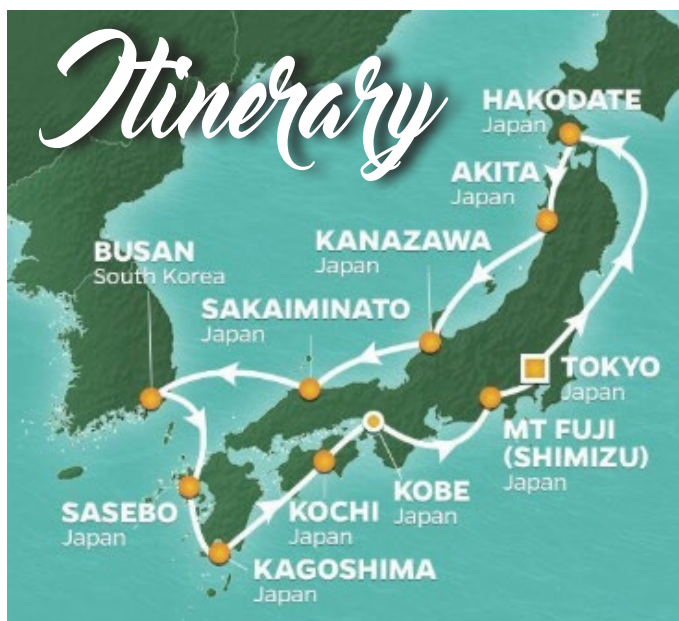 Itinerary
HAKODATE
Japan
AKITA
Japan
KANAZAWA
Japan
BUSAN
South Korea
SAKAIMINATO
Japan
TOKYO
Japan
MT FUJI
(SHIMIZU)
Japan
KOBE
Japan
KOCHI
Japan
SASEBO
Japan
KAGOSHIMA
Japan